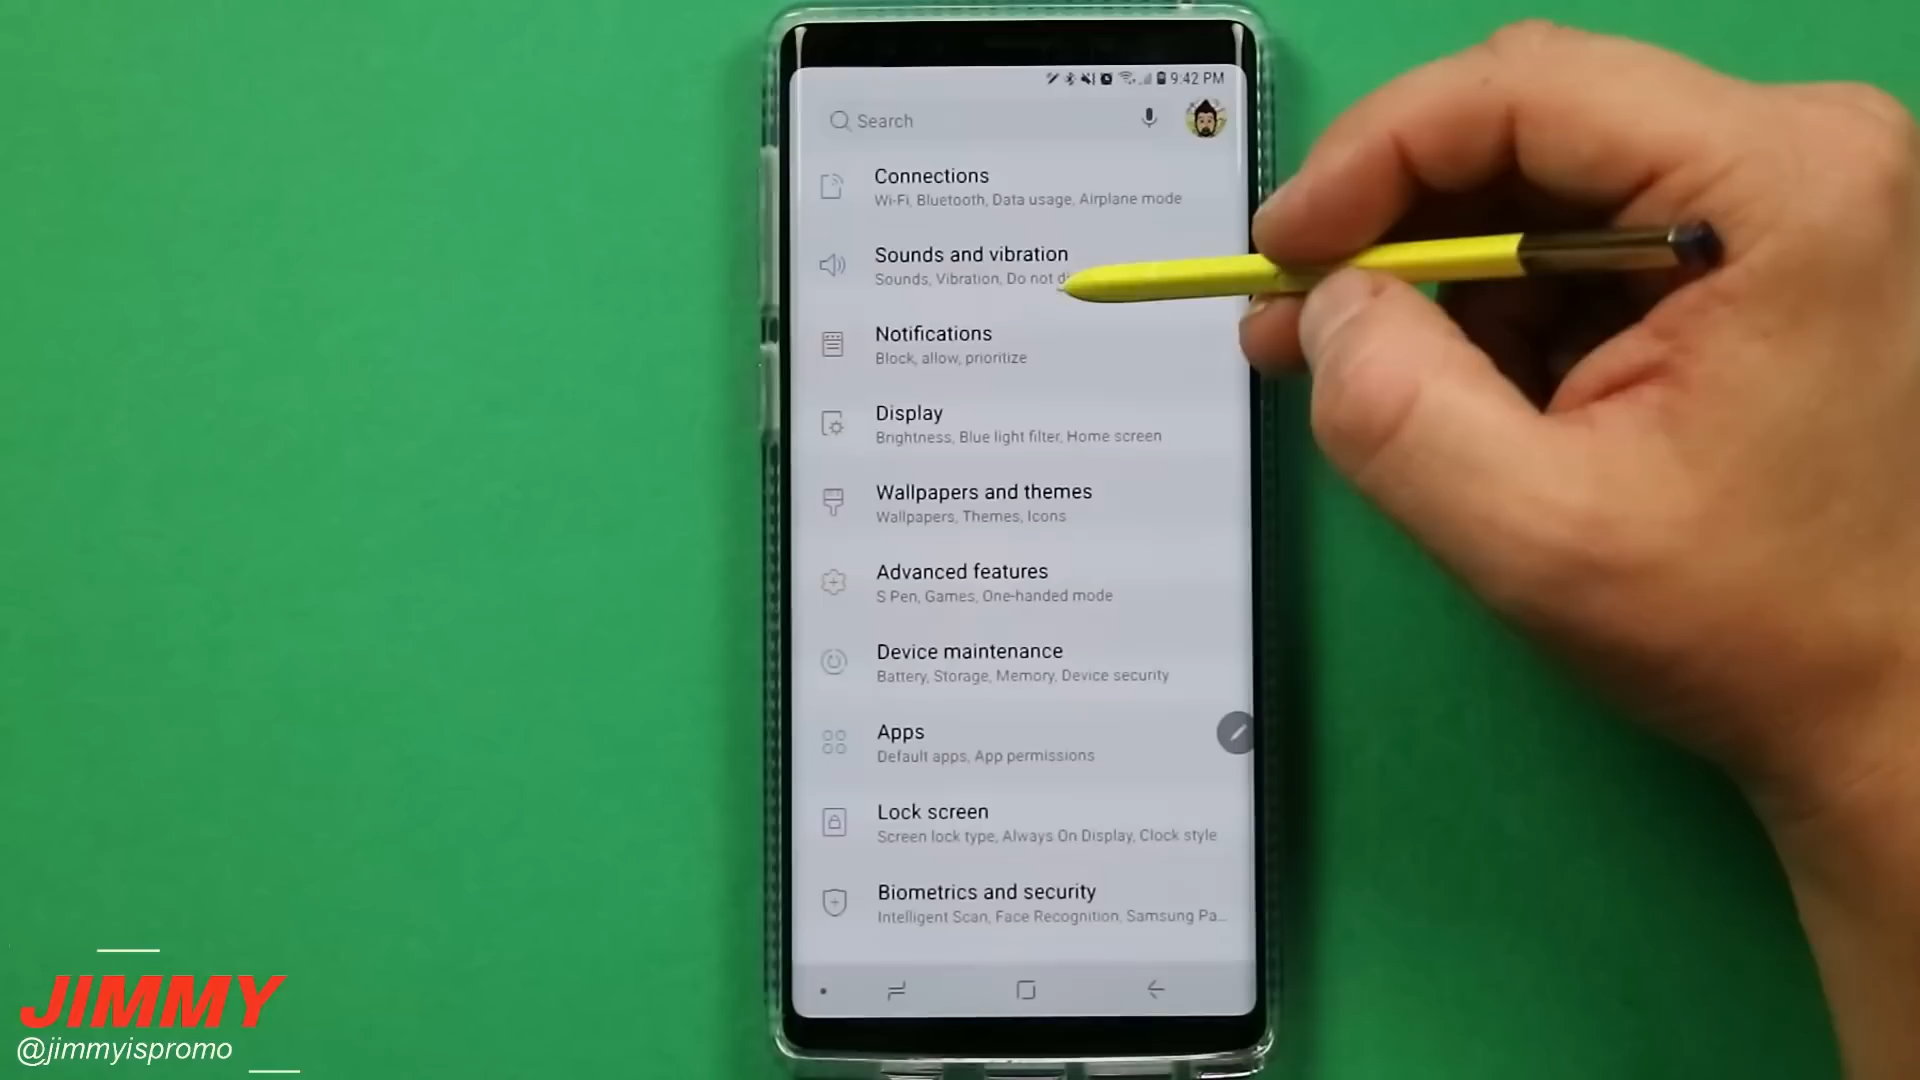 9:42 PM
Search
Connections
Wi-Fi, Bluetooth, Data usage, Airplane mode
Sounds and vibration
Sounds, Vibration, Do not d
Notifications
Block, allow, prioritize
Display
Brightness, Blue light filter, Home screen
Wallpapers and themes
Wallpapers, Themes, Icons
Advanced features
S Pen, Games, One-handed mode
Device maintenance
Battery, Storage, Memory, Device security
Apps
Default apps, App permissions
Lock screen
Screen lock type, Always On Display, Clock style
Biometrics and security
Intelligent Scan, Face Recognition, Samsung Pa...
JIMMY
@jimmyispromo